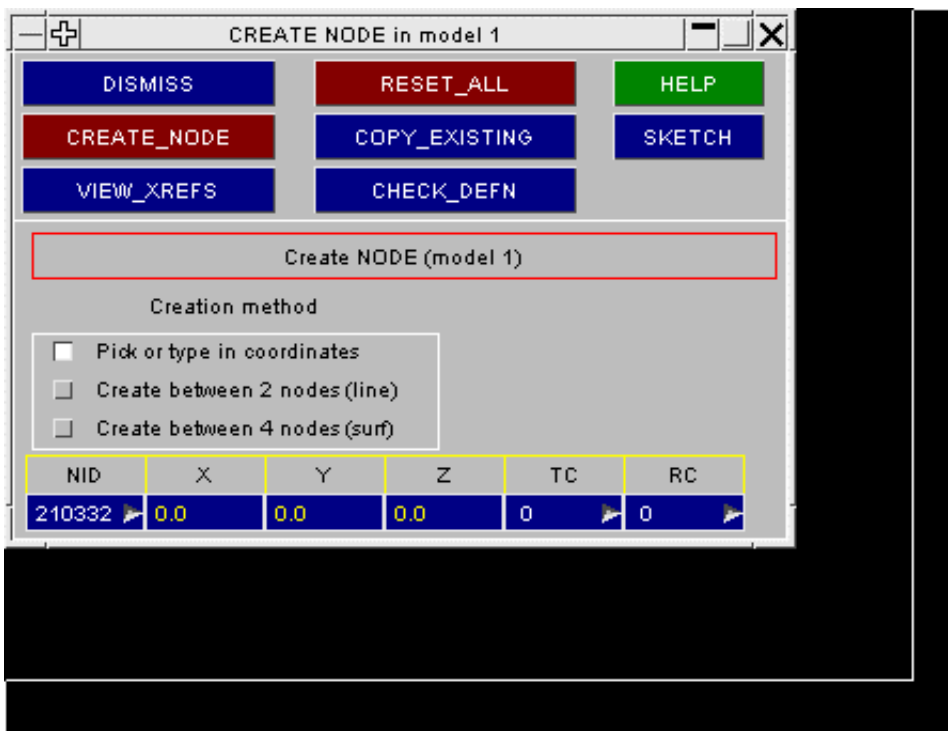 CREATE NODE in model 1
DISMISS RESET_ALL HELP
CREATE_NODE COPY_EXISTING SKETCH
VIEW_XREFS CHECK_DEFN
Create NODE (model 1)
Creation method
Pick or type in coordinates
Create between 2 nodes (line)
Create between 4 nodes (surf)
NID X Y Z TC RC
210332 0.0 0.0 0.0 0 0